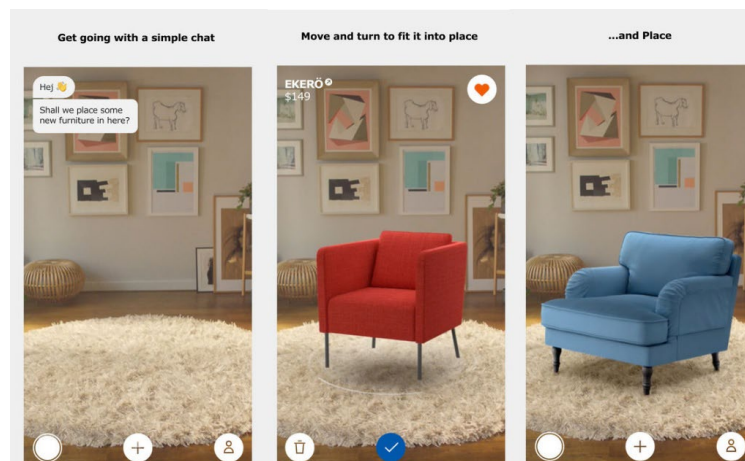 Get going with a simple chat
Move and turn to fit it into place
...and Place
Hej 👋
Shall we place some
new furniture in here?
EKERÖ
$149